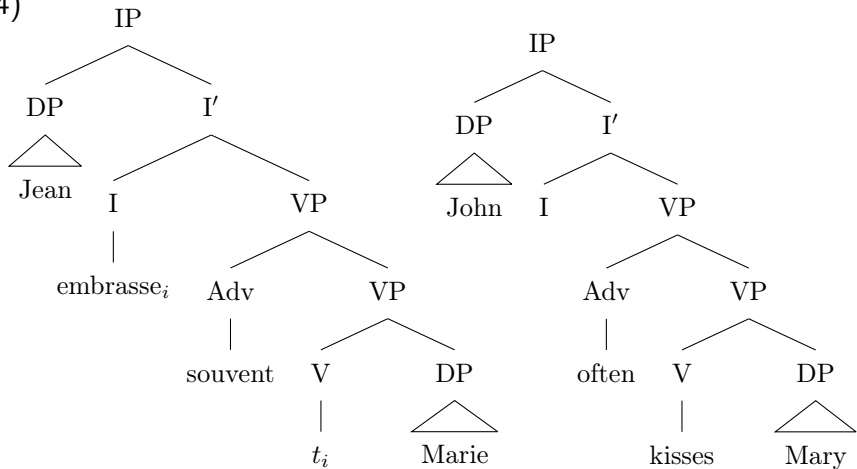 4)
IP
IP
DP I′
DP I′
Jean
I VP
John I VP
embrasse_i Adv VP
Adv VP
souvent V DP
often V DP
t_i Marie
kisses Mary